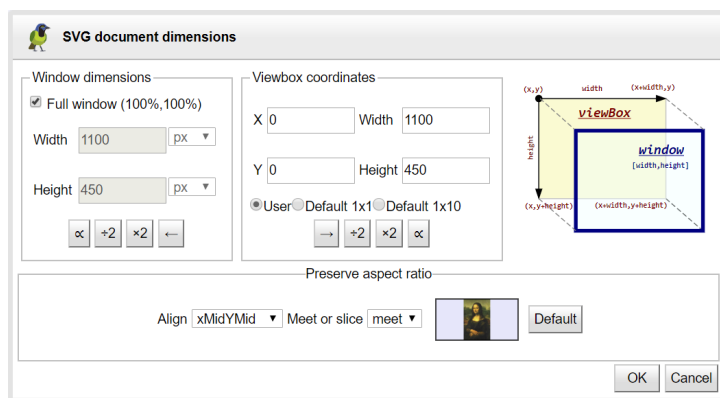 SVG document dimensions
Window dimensions
Full window (100%,100%)
Width 1100 px
Height 450 px
∝ ÷2 ×2 ←
Viewbox coordinates
X 0 Width 1100
Y 0 Height 450
User Default 1x1 Default 1x10
→ ÷2 ×2 ∝
(x,y) width (x+width,y)
viewBox
height
window
[width,height]
(x,y+height) (x+width,y+height)
Preserve aspect ratio
Align xMidYMid Meet or slice meet Default
OK Cancel